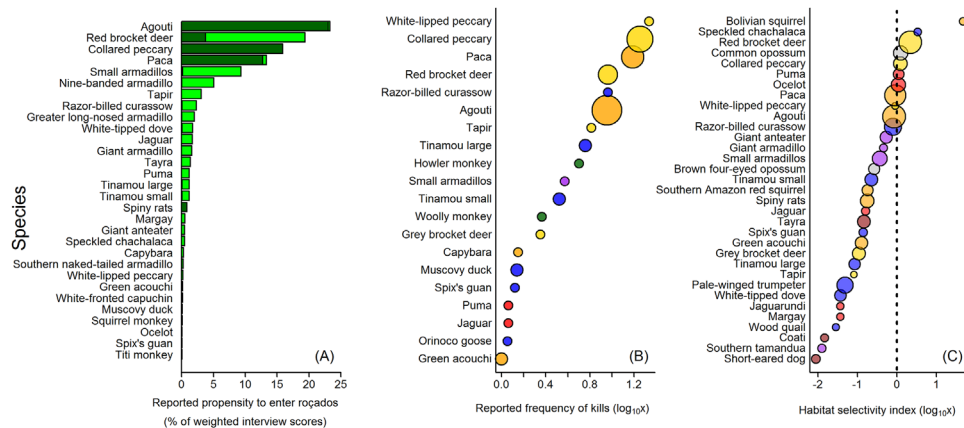 Species
Agouti
Red brocket deer
Collared peccary
Paca
Small armadillos
Nine-banded armadillo
Tapir
Razor-billed curassow
Greater long-nosed armadillo
White-tipped dove
Jaguar
Giant armadillo
Tayra
Puma
Tinamou large
Tinamou small
Spiny rats
Margay
Giant anteater
Speckled chachalaca
Capybara
Southern naked-tailed armadillo
White-lipped peccary
Green acouchi
White-fronted capuchin
Muscovy duck
Squirrel monkey
Ocelot
Spix's guan
Titi monkey
(A)
0 5 10 15 20 25
Reported propensity to enter roçados
(% of weighted interview scores)
(B)
White-lipped peccary
Collared peccary
Paca
Red brocket deer
Razor-billed curassow
Agouti
Tapir
Tinamou large
Howler monkey
Small armadillos
Tinamou small
Woolly monkey
Grey brocket deer
Capybara
Muscovy duck
Spix's guan
Puma
Jaguar
Orinoco goose
Green acouchi
0 0.4 0.8 1.2
Reported frequency of kills (log10x)
(C)
Bolivian squirrel
Speckled chachalaca
Red brocket deer
Common opossum
Collared peccary
Puma
Ocelot
Paca
White-lipped peccary
Agouti
Razor-billed curassow
Giant anteater
Giant armadillo
Small armadillos
Brown four-eyed opossum
Tinamou small
Southern Amazon red squirrel
Spiny rats
Jaguar
Tayra
Spix's guan
Green acouchi
Grey brocket deer
Tinamou large
Tapir
Pale-winged trumpeter
White-tipped dove
Jaguarundi
Margay
Wood quail
Coati
Southern tamandua
Short-eared dog
-2 -1 0 1
Habitat selectivity index (log10x)